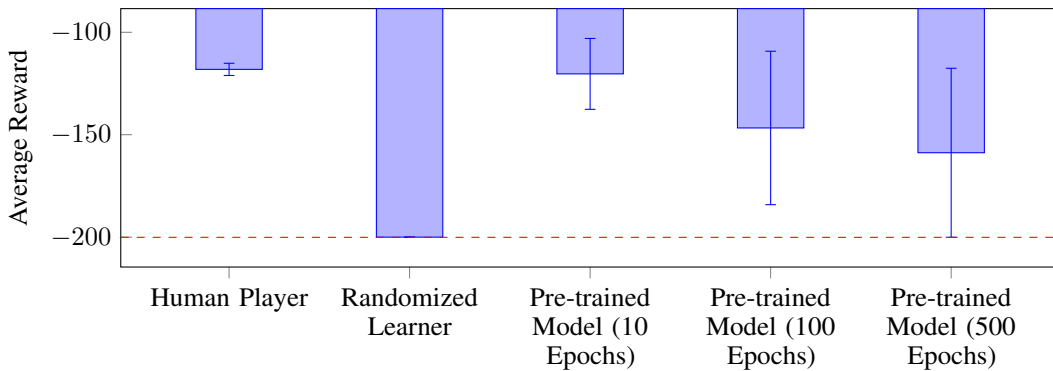 Average Reward
−100
−150
−200
Human Player
Randomized
Learner
Pre-trained
Model (10
Epochs)
Pre-trained
Model (100
Epochs)
Pre-trained
Model (500
Epochs)